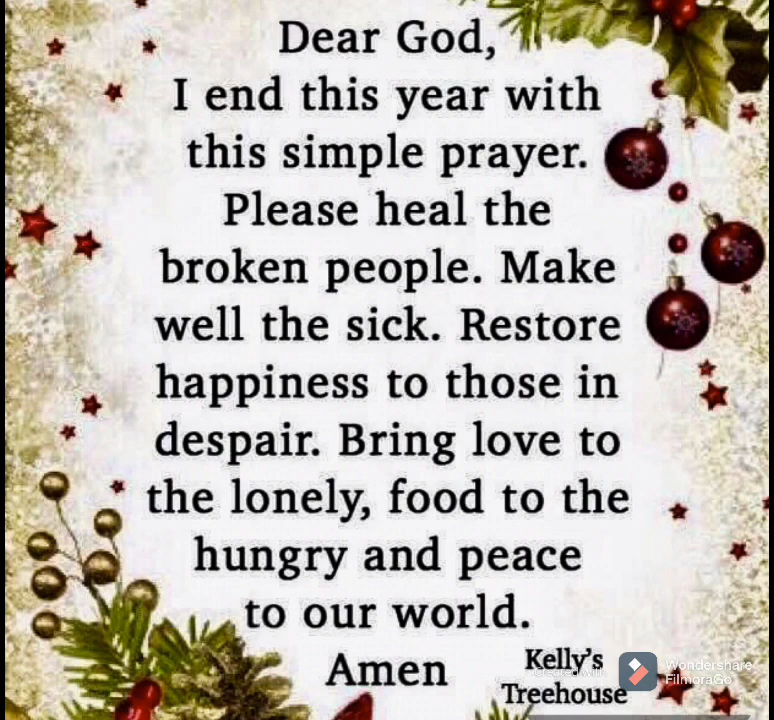 Dear God,
I end this year with
this simple prayer.
Please heal the
broken people. Make
well the sick. Restore
happiness to those in
despair. Bring love to
the lonely, food to the
hungry and peace
to our world.
Amen
Kelly's
Treehouse
Wondershare
FilmoraGo